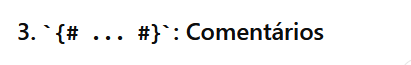 3. `{# ... #}`: Comentários